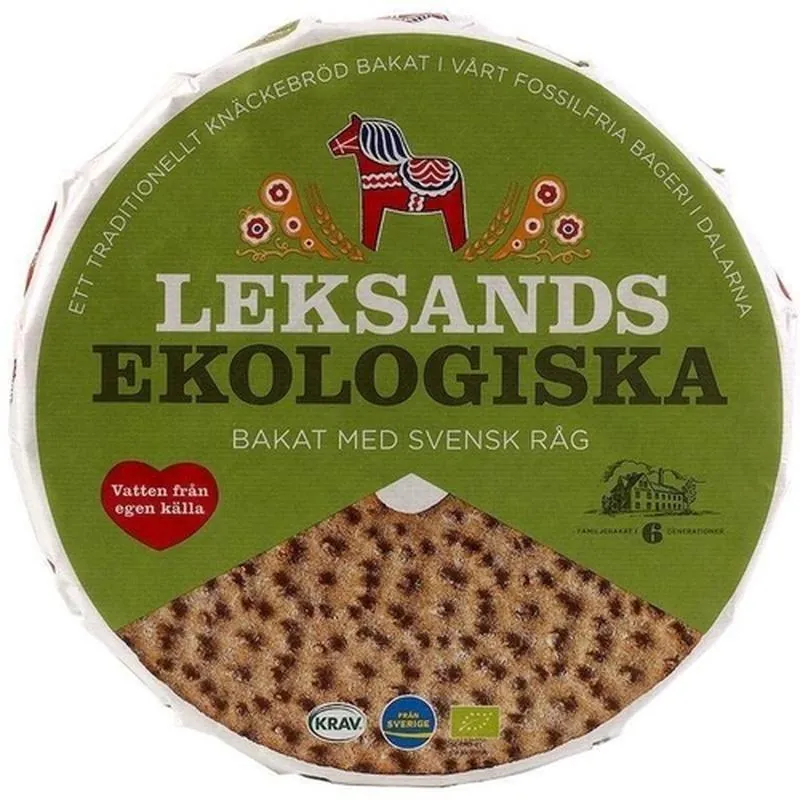 ETT TRADITIONELLT KNÄCKEBRÖD BAKAT I VÅRT FOSSILFRIA BAGERI I DALARNA
LEKSANDS
EKOLOGISKA
BAKAT MED SVENSK RÅG
Vatten från
egen källa
FAMILJEBAKAT I 6 GENERATIONER
KRAV
FRÅN
SVERIGE